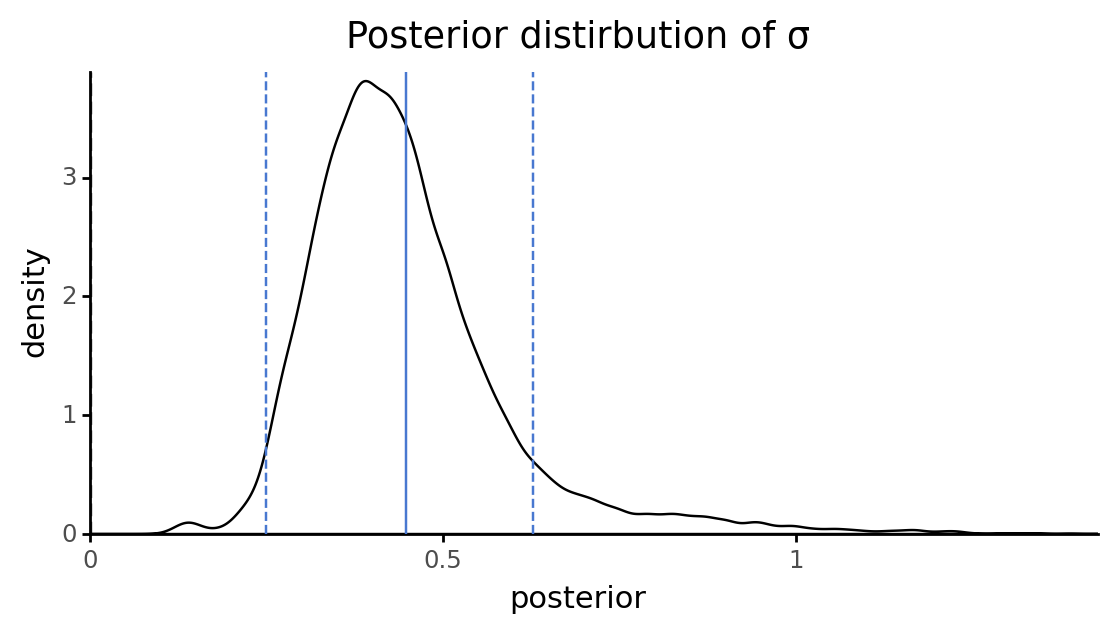 Posterior distirbution of σ
density
3
2
1
0
0
0.5
1
posterior